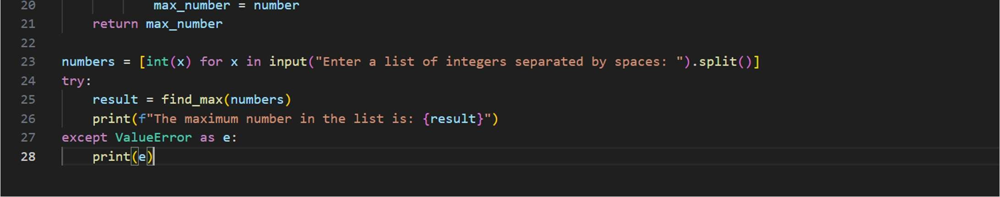 20 max_number = number
21 return max_number
22
23 numbers = [int(x) for x in input("Enter a list of integers separated by spaces: ").split()]
24 try:
25 result = find_max(numbers)
26 print(f"The maximum number in the list is: {result}")
27 except ValueError as e:
28 print(e)